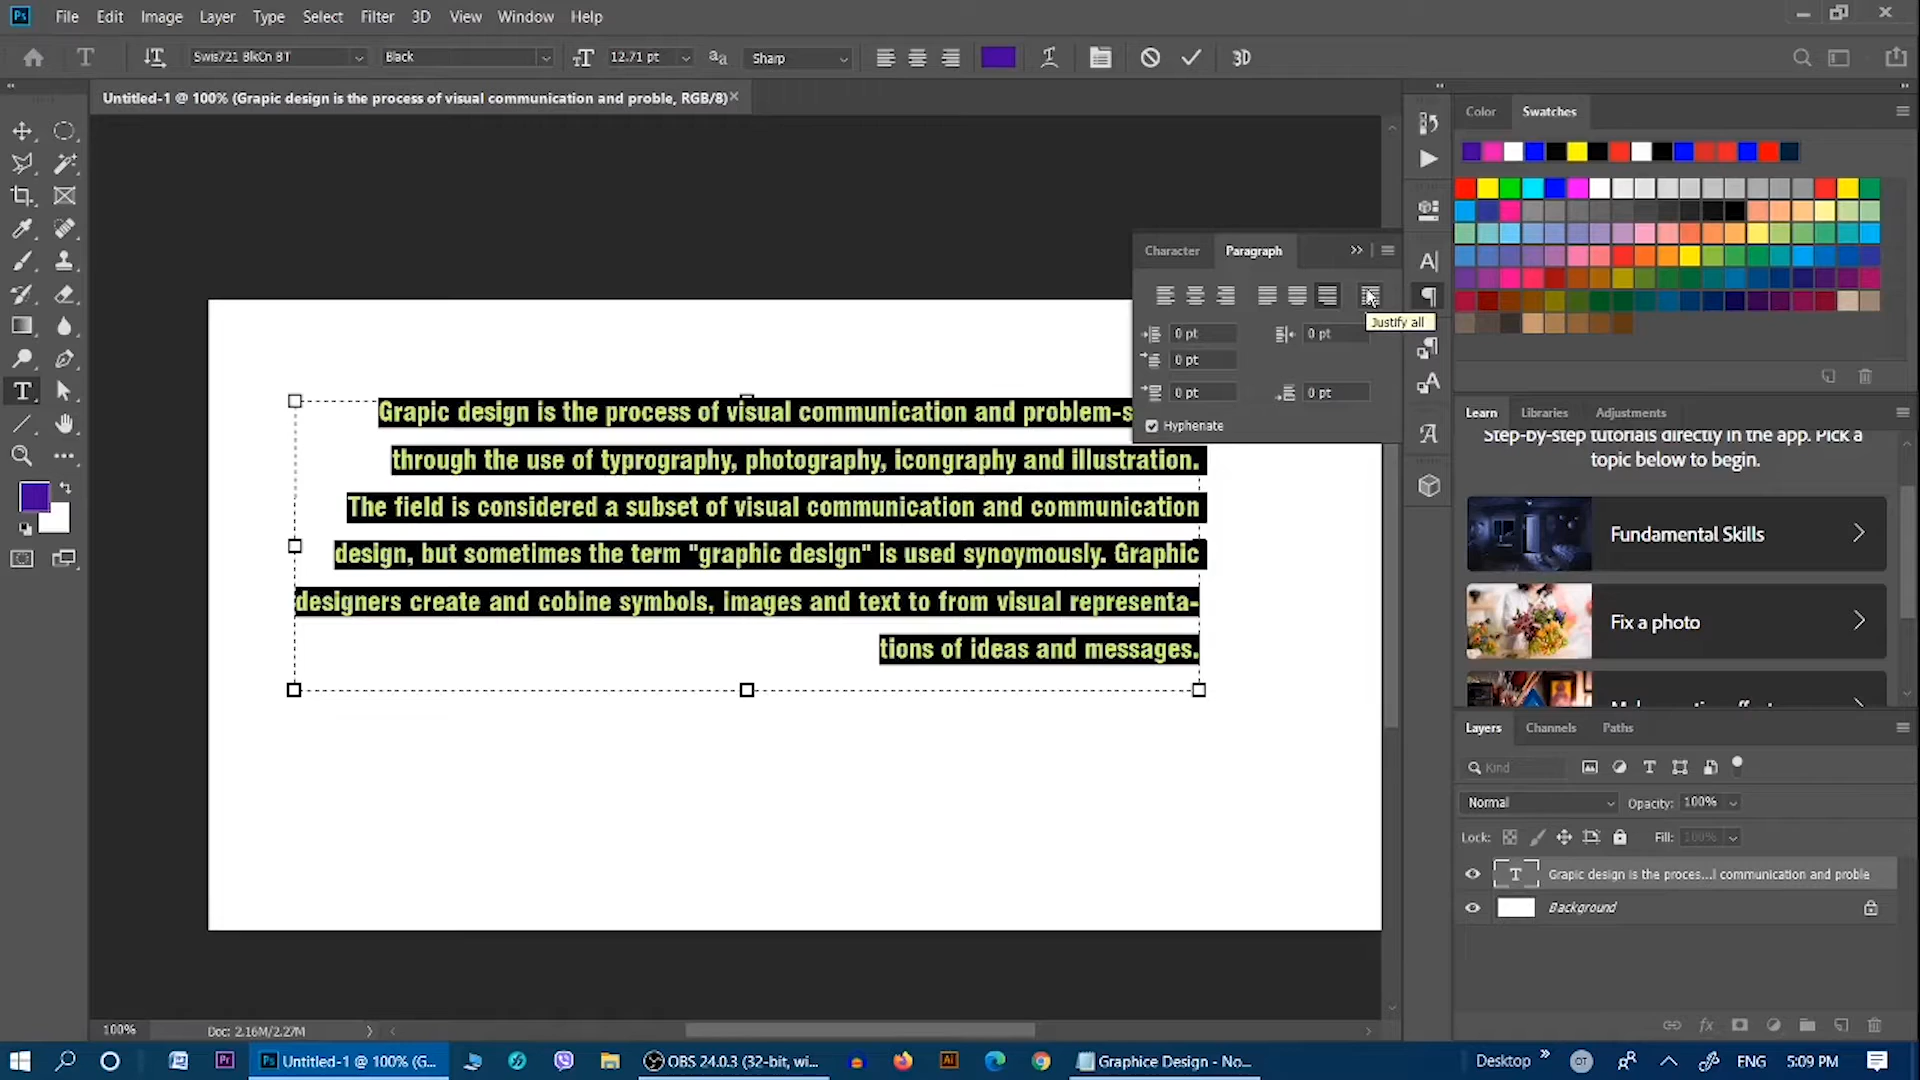 Ps File Edit Image Layer Type Select Filter 3D View Window Help
T Swis721 BlkCn BT Black 12.71 pt aa Sharp 3D
Untitled-1 @ 100% (Grapic design is the process of visual communication and proble, RGB/8)
Color Swatches
Character Paragraph
Justify all
0 pt 0 pt
0 pt
0 pt 0 pt
Hyphenate
Grapic design is the process of visual communication and problem-s
through the use of typrography, photography, icongraphy and illustration.
The field is considered a subset of visual communication and communication
design, but sometimes the term "graphic design" is used synoymously. Graphic
designers create and cobine symbols, images and text to from visual representa-
tions of ideas and messages.
Learn Libraries Adjustments
Step-by-step tutorials directly in the app. Pick a
topic below to begin.
Fundamental Skills
Fix a photo
Layers Channels Paths
Kind
Normal Opacity: 100%
Lock: Fill: 100%
T Grapic design is the proces...l communication and proble
Background
100% Doc: 2.16M/2.27M
Untitled-1 @ 100% (G... OBS 24.0.3 (32-bit, wi... Graphice Design - No... Desktop ENG 5:09 PM